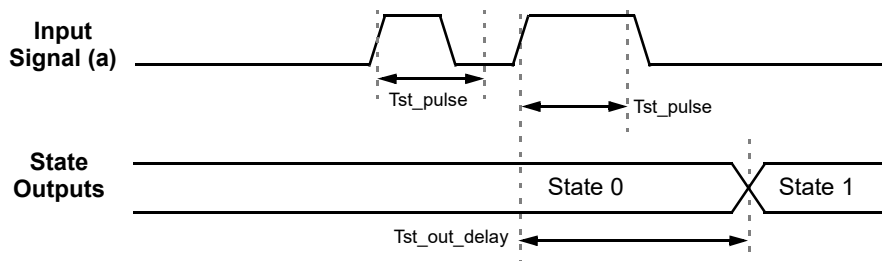 Input
Signal (a)
Tst_pulse
Tst_pulse
State
Outputs
State 0
State 1
Tst_out_delay